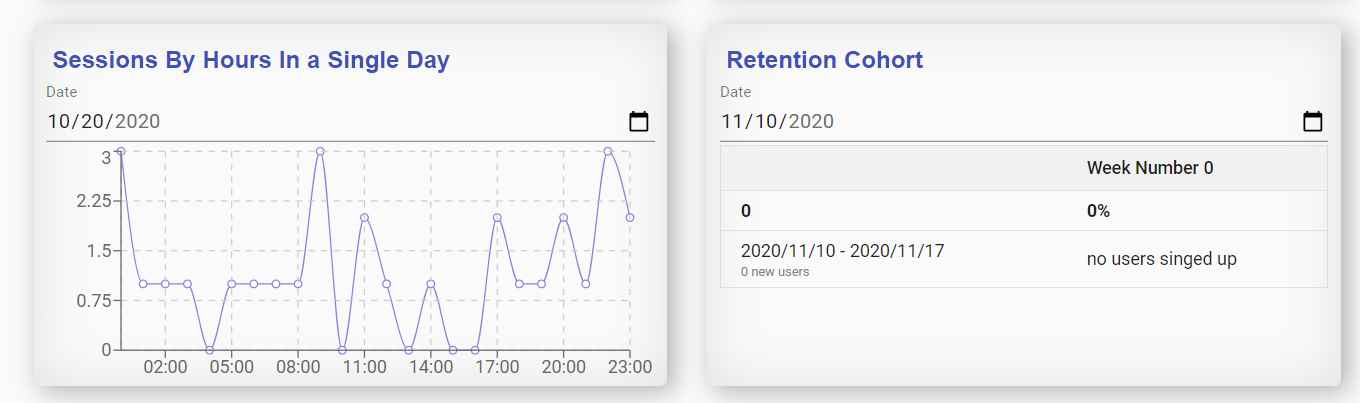 Sessions By Hours In a Single Day
Date
10/20/2020
3
2.25
1.5
0.75
0
02:00 05:00 08:00 11:00 14:00 17:00 20:00 23:00
Retention Cohort
Date
11/10/2020
Week Number 0
0 0%
2020/11/10 - 2020/11/17 no users singed up
0 new users